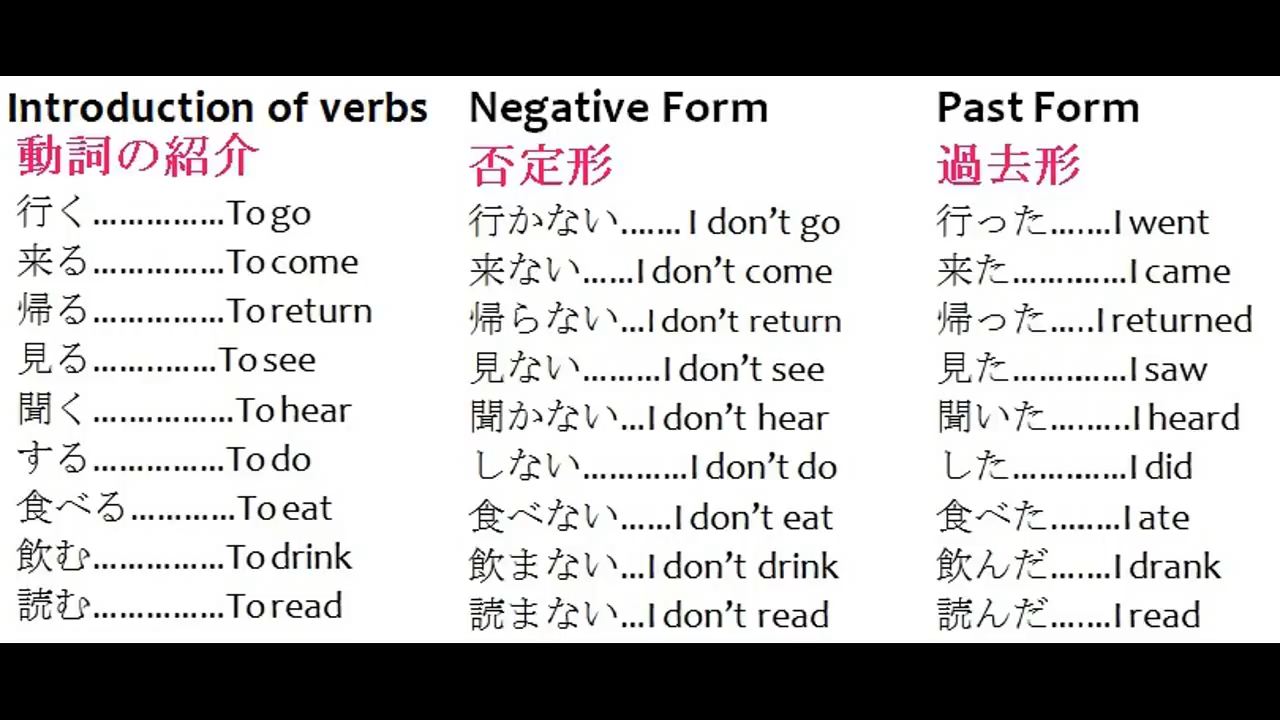 Introduction of verbs
動詞の紹介
行く...............To go
来る...............To come
帰る...............To return
見る..............To see
聞く................To hear
する...............To do
食べる............To eat
飲む...............To drink
読む...............To read
Negative Form
否定形
行かない....... I don't go
来ない......I don't come
帰らない...I don't return
見ない.........I don't see
聞かない...I don't hear
しない............I don't do
食べない......I don't eat
飲まない...I don't drink
読まない...I don't read
Past Form
過去形
行った.......I went
来た.............I came
帰った.....I returned
見た.............I saw
聞いた.........I heard
した.............I did
食べた........I ate
飲んだ.......I drank
読んだ.......I read